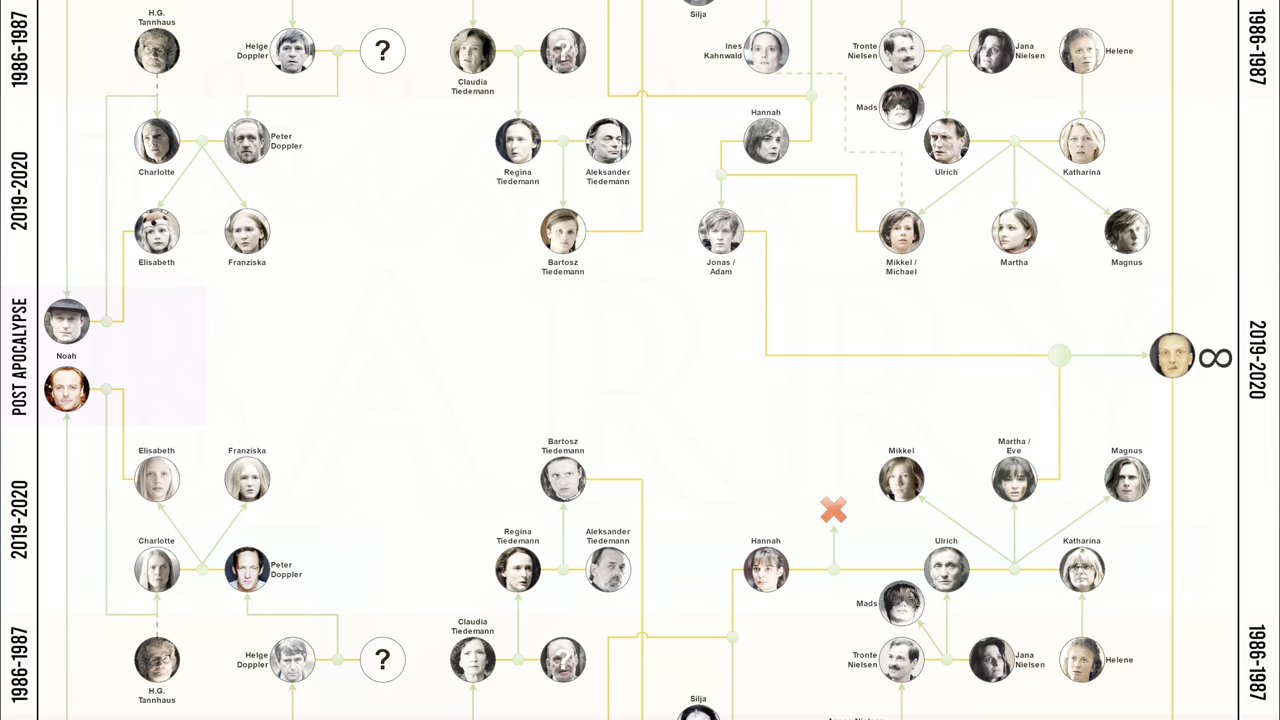 1986-1987
H.G.
Tannhaus
Helge
Doppler
?
Claudia
Tiedemann
?
Silja
Ines
Kahnwald
Tronte
Nielsen
Jana
Nielsen
Helene
1986-1987
Mads
2019-2020
Charlotte
Peter
Doppler
Regina
Tiedemann
Aleksander
Tiedemann
Hannah
Ulrich
Katharina
Elisabeth
Franziska
Bartosz
Tiedemann
Jonas /
Adam
Mikkel /
Michael
Martha
Magnus
POST APOCALYPSE
Noah
∞
2019-2020
2019-2020
Elisabeth
Franziska
Bartosz
Tiedemann
Mikkel
Martha /
Eve
Magnus
Charlotte
Peter
Doppler
Regina
Tiedemann
Aleksander
Tiedemann
Hannah
Ulrich
Katharina
Mads
1986-1987
H.G.
Tannhaus
Helge
Doppler
?
Claudia
Tiedemann
?
Silja
Tronte
Nielsen
Jana
Nielsen
Helene
1986-1987